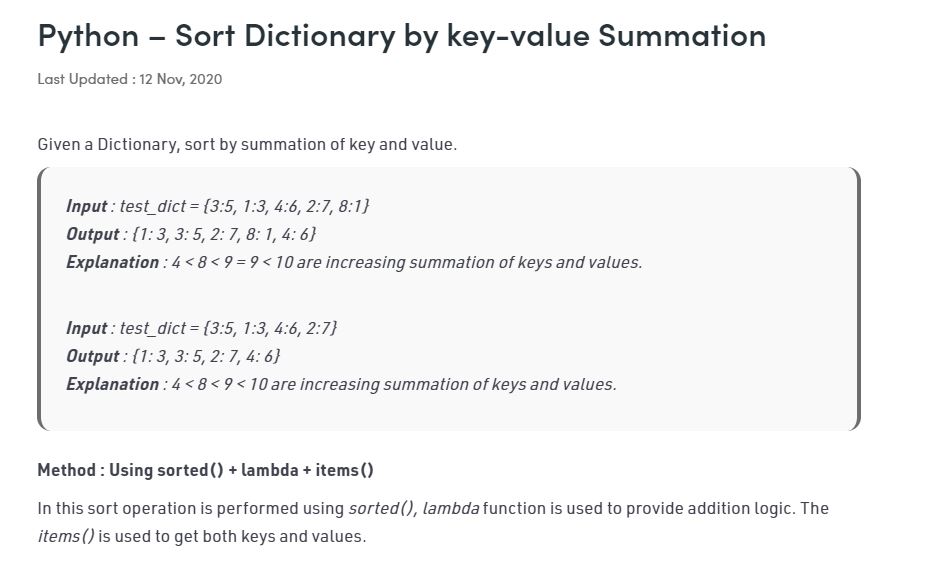 Python – Sort Dictionary by key-value Summation
Last Updated : 12 Nov, 2020
Given a Dictionary, sort by summation of key and value.
Input : test_dict = {3:5, 1:3, 4:6, 2:7, 8:1}
Output : {1: 3, 3: 5, 2: 7, 8: 1, 4: 6}
Explanation : 4 < 8 < 9 = 9 < 10 are increasing summation of keys and values.
Input : test_dict = {3:5, 1:3, 4:6, 2:7}
Output : {1: 3, 3: 5, 2: 7, 4: 6}
Explanation : 4 < 8 < 9 < 10 are increasing summation of keys and values.
Method : Using sorted() + lambda + items()
In this sort operation is performed using sorted(), lambda function is used to provide addition logic. The
items() is used to get both keys and values.